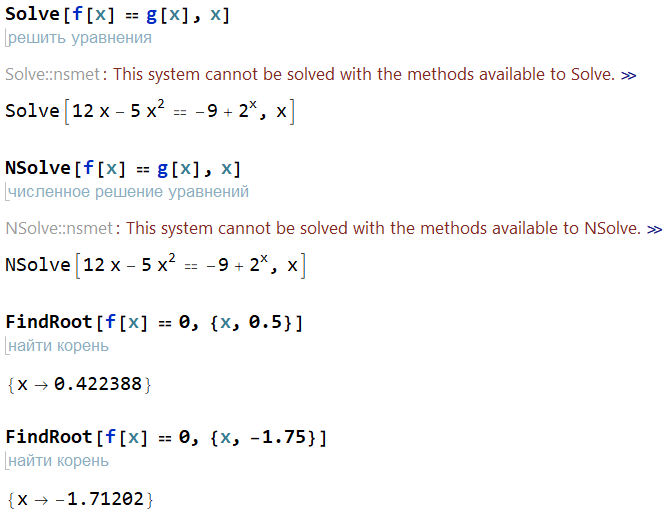 Solve[f[x] == g[x], x]
решить уравнения
Solve::nsmet: This system cannot be solved with the methods available to Solve. >>
Solve[12 x - 5 x² == -9 + 2ˣ, x]
NSolve[f[x] == g[x], x]
численное решение уравнений
NSolve::nsmet: This system cannot be solved with the methods available to NSolve. >>
NSolve[12 x - 5 x² == -9 + 2ˣ, x]
FindRoot[f[x] == 0, {x, 0.5}]
найти корень
{x → 0.422388}
FindRoot[f[x] == 0, {x, -1.75}]
найти корень
{x → -1.71202}